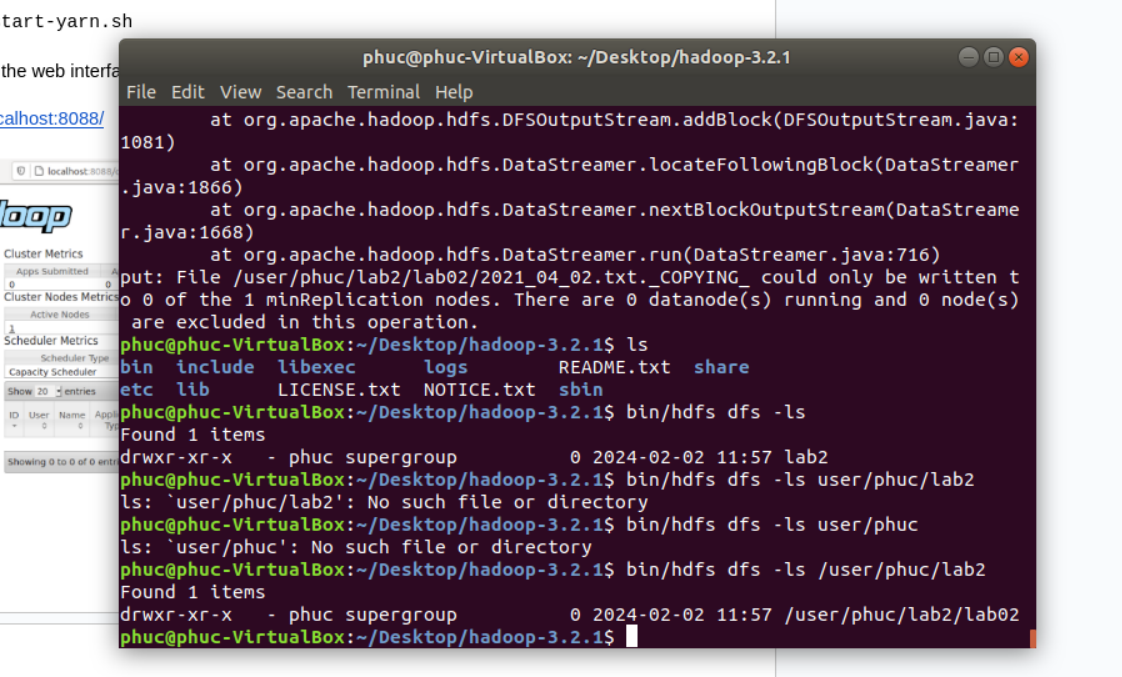 tart-yarn.sh
the web interfa
calhost:8088/
localhost:8088/c
loop
Cluster Metrics
Apps Submitted A
0 0
Cluster Nodes Metrics
Active Nodes
1
Scheduler Metrics
Scheduler Type
Capacity Scheduler
Show 20 entries
ID User Name Appli
Typ
Showing 0 to 0 of 0 entri
phuc@phuc-VirtualBox: ~/Desktop/hadoop-3.2.1
File Edit View Search Terminal Help
at org.apache.hadoop.hdfs.DFSOutputStream.addBlock(DFSOutputStream.java:
1081)
at org.apache.hadoop.hdfs.DataStreamer.locateFollowingBlock(DataStreamer
.java:1866)
at org.apache.hadoop.hdfs.DataStreamer.nextBlockOutputStream(DataStreame
r.java:1668)
at org.apache.hadoop.hdfs.DataStreamer.run(DataStreamer.java:716)
put: File /user/phuc/lab2/lab02/2021_04_02.txt._COPYING_ could only be written t
o 0 of the 1 minReplication nodes. There are 0 datanode(s) running and 0 node(s)
are excluded in this operation.
phuc@phuc-VirtualBox:~/Desktop/hadoop-3.2.1$ ls
bin include libexec logs README.txt share
etc lib LICENSE.txt NOTICE.txt sbin
phuc@phuc-VirtualBox:~/Desktop/hadoop-3.2.1$ bin/hdfs dfs -ls
Found 1 items
drwxr-xr-x - phuc supergroup 0 2024-02-02 11:57 lab2
phuc@phuc-VirtualBox:~/Desktop/hadoop-3.2.1$ bin/hdfs dfs -ls user/phuc/lab2
ls: `user/phuc/lab2': No such file or directory
phuc@phuc-VirtualBox:~/Desktop/hadoop-3.2.1$ bin/hdfs dfs -ls user/phuc
ls: `user/phuc': No such file or directory
phuc@phuc-VirtualBox:~/Desktop/hadoop-3.2.1$ bin/hdfs dfs -ls /user/phuc/lab2
Found 1 items
drwxr-xr-x - phuc supergroup 0 2024-02-02 11:57 /user/phuc/lab2/lab02
phuc@phuc-VirtualBox:~/Desktop/hadoop-3.2.1$